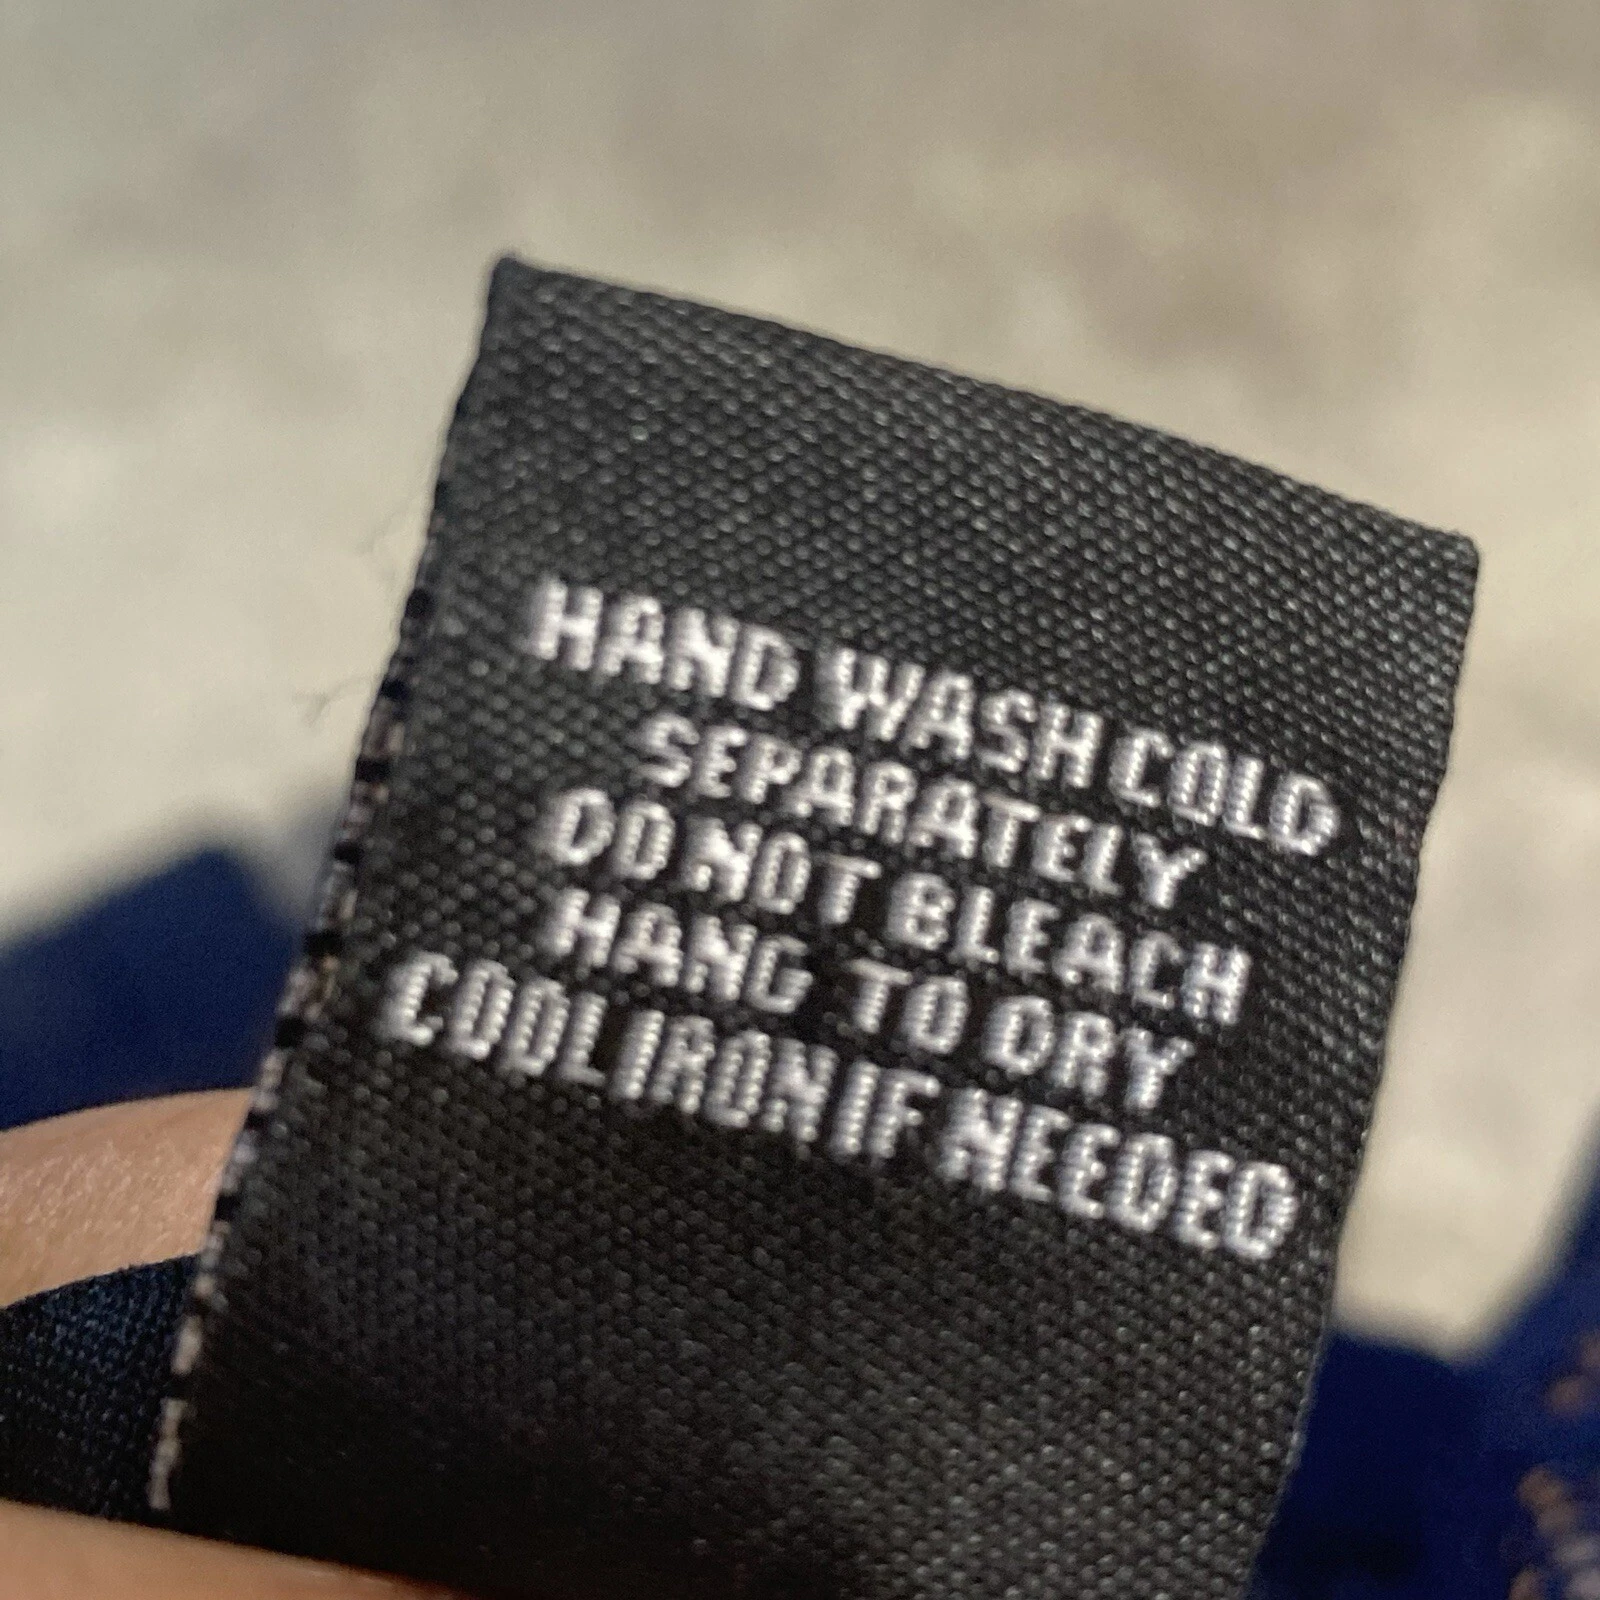 HAND WASH COLD
SEPARATELY
DO NOT BLEACH
HANG TO DRY
COOL IRON IF NEEDED